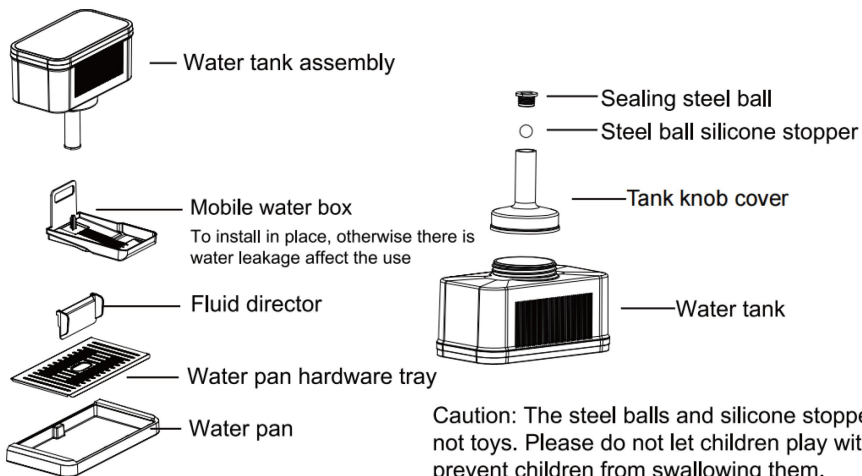 Water tank assembly
Mobile water box
To install in place, otherwise there is
water leakage affect the use
Fluid director
Water pan hardware tray
Water pan
Sealing steel ball
Steel ball silicone stopper
Tank knob cover
Water tank
Caution: The steel balls and silicone stoppe
not toys. Please do not let children play wit
prevent children from swallowing them.